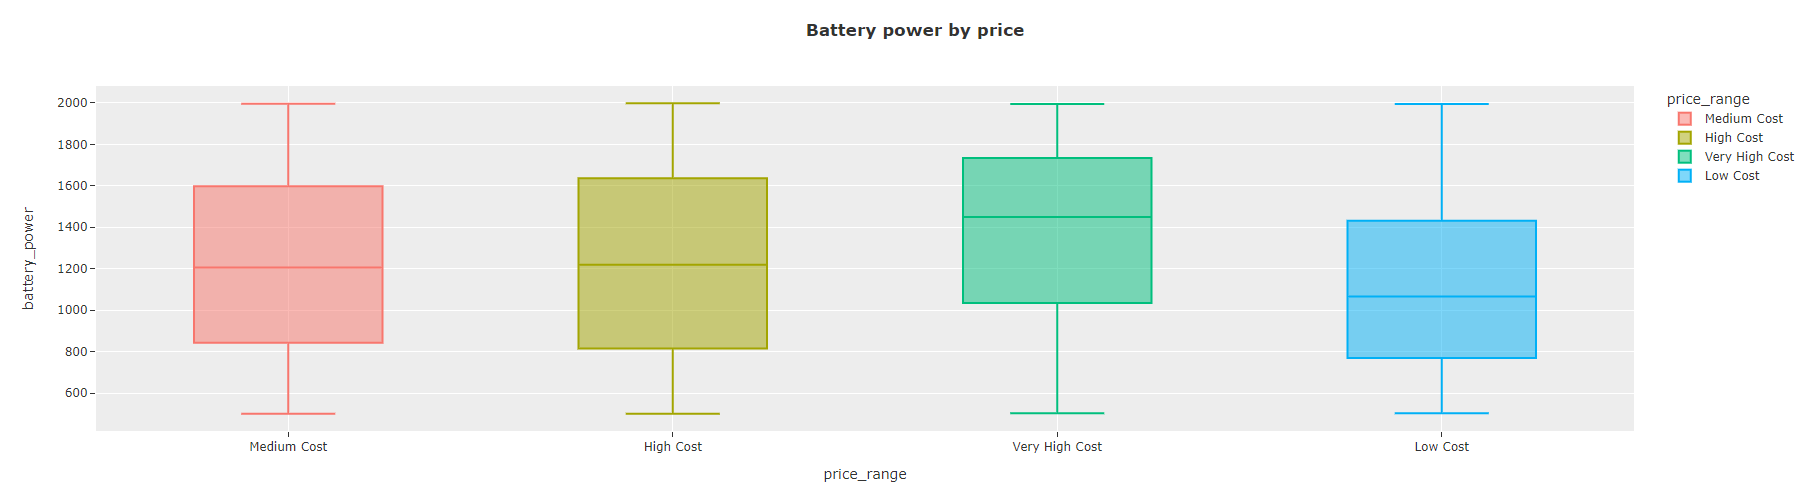 Battery power by price
2000
1800
1600
1400
1200
1000
800
600
battery_power
Medium Cost
High Cost
Very High Cost
Low Cost
price_range
price_range
Medium Cost
High Cost
Very High Cost
Low Cost